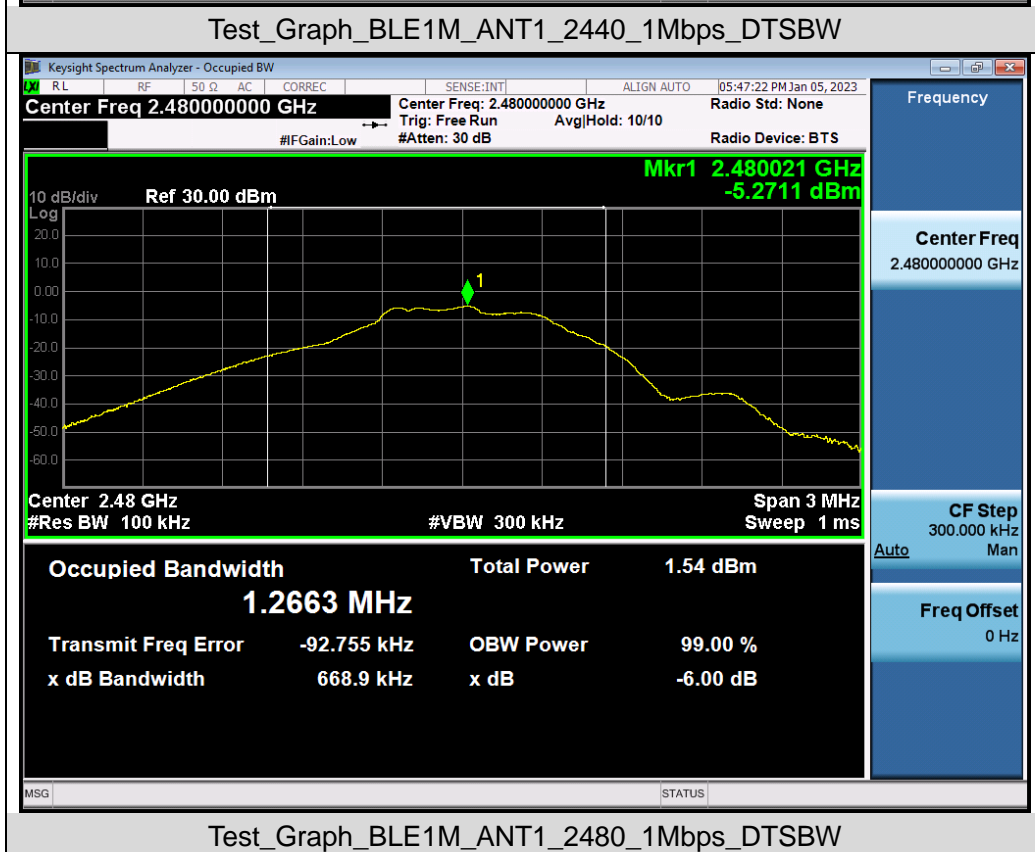 Test_Graph_BLE1M_ANT1_2440_1Mbps_DTSBW
Keysight Spectrum Analyzer - Occupied BW
LXI RL RF 50 Ω AC CORREC SENSE:INT ALIGN AUTO 05:47:22 PM Jan 05, 2023
Center Freq 2.480000000 GHz
Center Freq: 2.480000000 GHz Radio Std: None
Trig: Free Run Avg|Hold: 10/10
#IFGain:Low #Atten: 30 dB Radio Device: BTS
Frequency
Mkr1 2.480021 GHz
-5.2711 dBm
10 dB/div Ref 30.00 dBm
Log
20.0
10.0
0.00
-10.0
-20.0
-30.0
-40.0
-50.0
-60.0
1
Center 2.48 GHz Span 3 MHz
#Res BW 100 kHz #VBW 300 kHz Sweep 1 ms
Center Freq
2.480000000 GHz
CF Step
300.000 kHz
Auto Man
Freq Offset
0 Hz
Occupied Bandwidth Total Power 1.54 dBm
1.2663 MHz
Transmit Freq Error -92.755 kHz OBW Power 99.00 %
x dB Bandwidth 668.9 kHz x dB -6.00 dB
MSG STATUS
Test_Graph_BLE1M_ANT1_2480_1Mbps_DTSBW